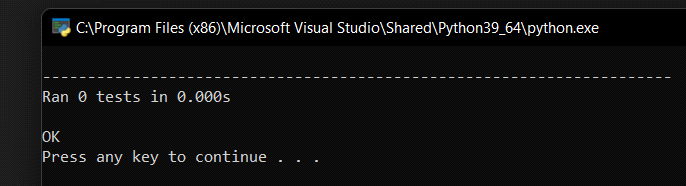 C:\Program Files (x86)\Microsoft Visual Studio\Shared\Python39_64\python.exe
----------------------------------------------------------------------
Ran 0 tests in 0.000s
OK
Press any key to continue . . .